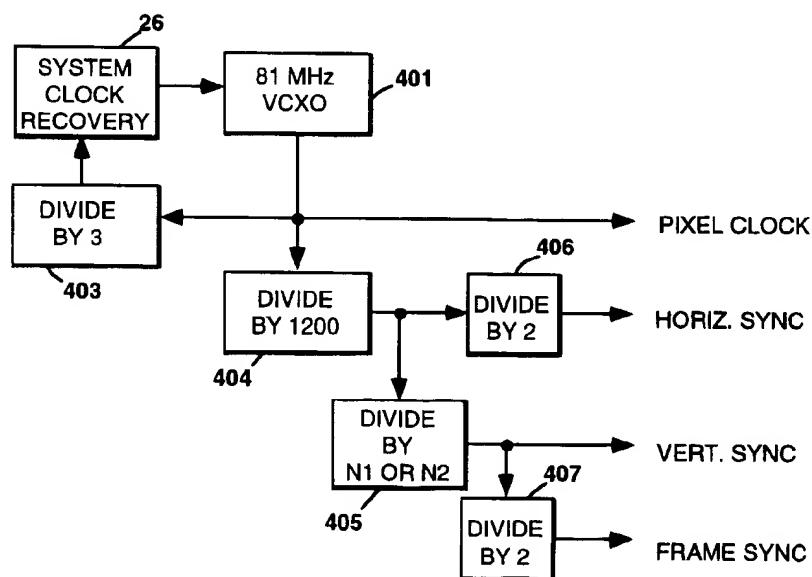 26
SYSTEM
CLOCK
RECOVERY
81 MHz
VCXO
401
DIVIDE
BY 3
403
PIXEL CLOCK
406
DIVIDE
BY 1200
404
DIVIDE
BY 2
HORIZ. SYNC
DIVIDE
BY
N1 OR N2
405
VERT. SYNC
407
DIVIDE
BY 2
FRAME SYNC